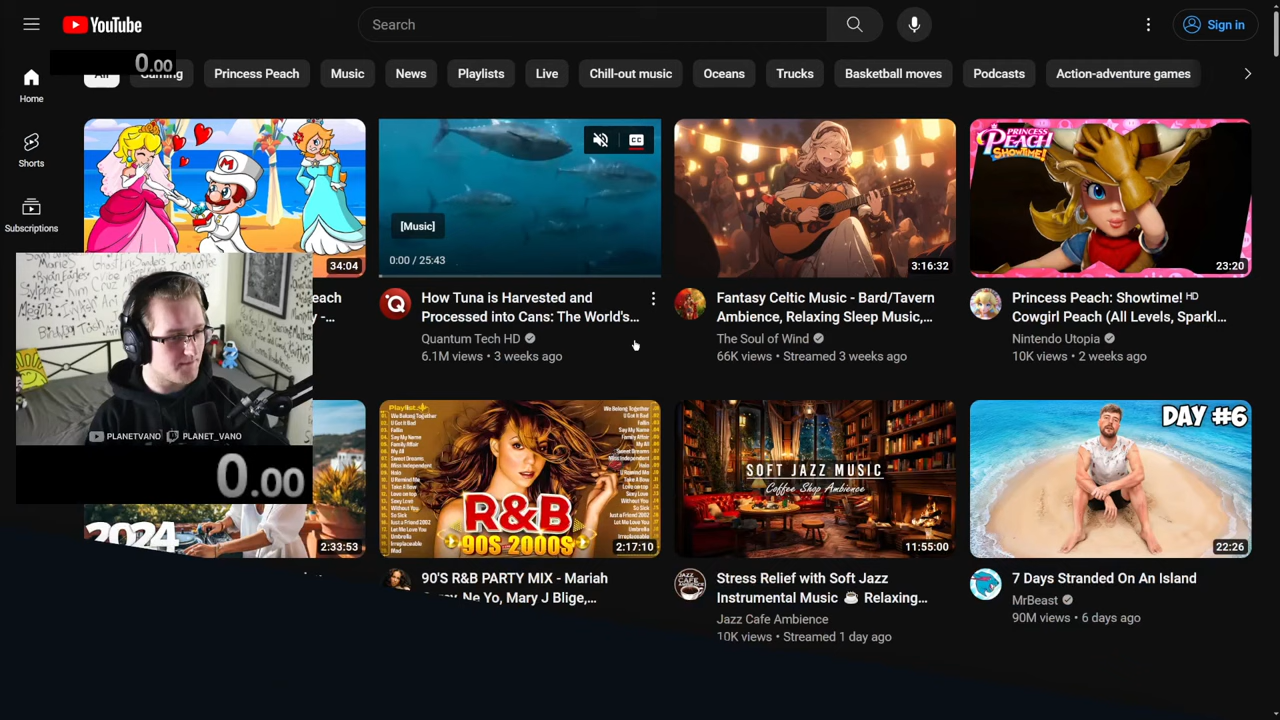 YouTube
Search
Sign in
0.00
All
Gaming
Princess Peach
Music
News
Playlists
Live
Chill-out music
Oceans
Trucks
Basketball moves
Podcasts
Action-adventure games
Home
Shorts
Subscriptions
M
34:04
[Music]
0:00 / 25:43
3:16:32
PRINCESS
PEACH
SHOWTIME!
23:20
each
y -...
How Tuna is Harvested and
Processed into Cans: The World's...
Quantum Tech HD
6.1M views • 3 weeks ago
Fantasy Celtic Music - Bard/Tavern
Ambience, Relaxing Sleep Music,...
The Soul of Wind
66K views • Streamed 3 weeks ago
Princess Peach: Showtime! ᴴᴰ
Cowgirl Peach (All Levels, Sparkl...
Nintendo Utopia
10K views • 2 weeks ago
PLANETVANO
PLANET_VANO
0.00
2024
2:33:53
Playlist
R&B
90S 2000S
2:17:10
SOFT JAZZ MUSIC
Coffee Shop Ambience
11:55:00
DAY #6
22:26
90'S R&B PARTY MIX - Mariah
Ne Yo, Mary J Blige,...
Stress Relief with Soft Jazz
Instrumental Music ☕ Relaxing...
Jazz Cafe Ambience
10K views • Streamed 1 day ago
7 Days Stranded On An Island
MrBeast
90M views • 6 days ago